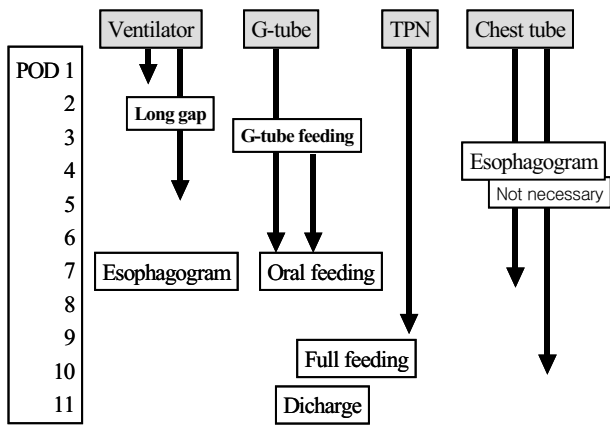 Ventilator G-tube TPN Chest tube
POD 1
2
Long gap
3
G-tube feeding
4
Esophagogram
5
Not necessary
6
7
Esophagogram
Oral feeding
8
9
Full feeding
10
11
Dicharge